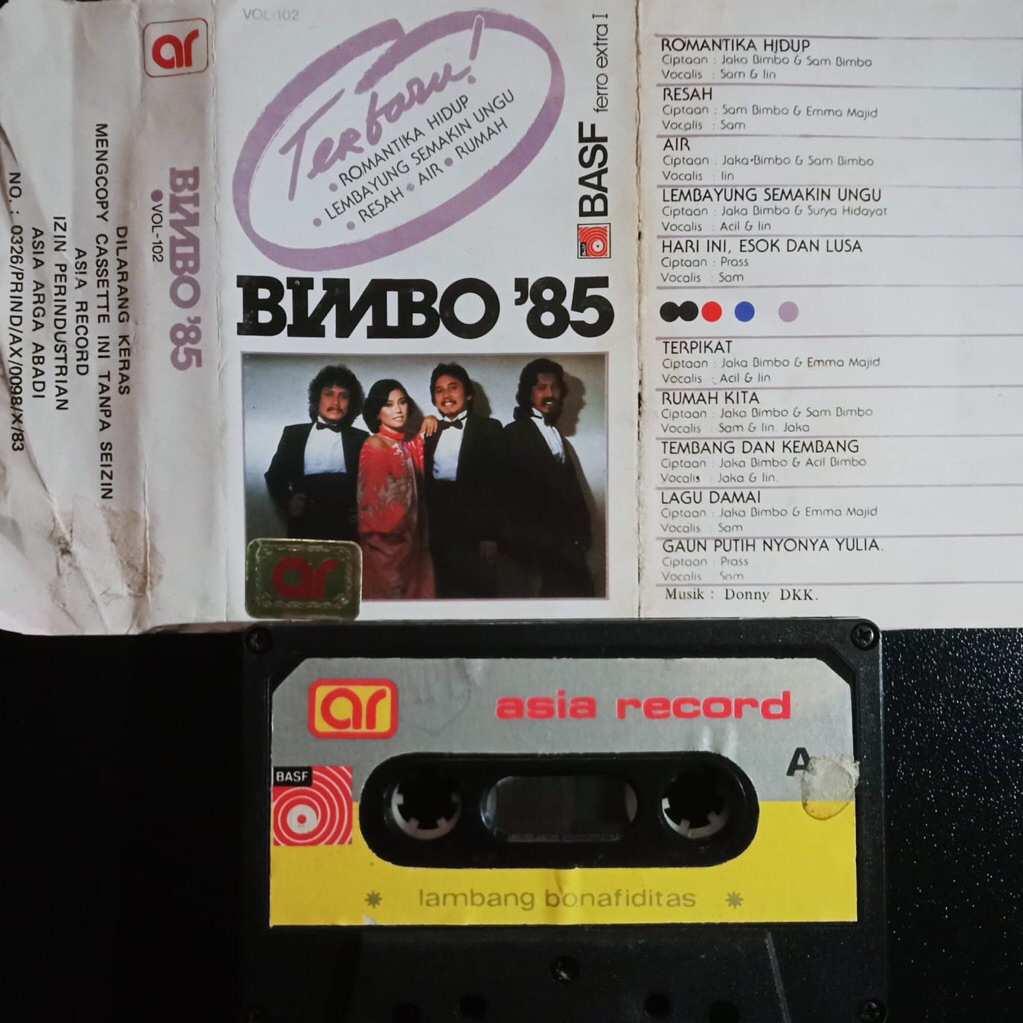 ar
BIMBO '85
• VOL-102
DILARANG KERAS
MENGCOPY CASSETTE INI TANPA SEIZIN
ASIA RECORD
IZIN PERINDUSTRIAN
ASIA ARGA ABADI
NO. : 0326/PRIND/AX/0098/X/83
VOL-102
Terbaru!
• ROMANTIKA HIDUP
• LEMBAYUNG SEMAKIN UNGU
• RESAH • AIR • RUMAH
BASF ferro extra I
BIMBO '85
ar
ROMANTIKA HIDUP
Ciptaan : Jaka Bimbo & Sam Bimbo
Vocalis : Sam & Iin
RESAH
Ciptaan : Sam Bimbo & Emma Majid
Vocalis : Sam
AIR
Ciptaan : Jaka Bimbo & Sam Bimbo
Vocalis : Iin
LEMBAYUNG SEMAKIN UNGU
Ciptaan : Jaka Bimbo & Surya Hidayat
Vocalis : Acil & Iin
HARI INI, ESOK DAN LUSA
Ciptaan : Prass
Vocalis : Sam
TERPIKAT
Ciptaan : Jaka Bimbo & Emma Majid
Vocalis : Acil & Iin
RUMAH KITA
Ciptaan : Jaka Bimbo & Sam Bimbo
Vocalis : Sam & Iin. Jaka
TEMBANG DAN KEMBANG
Ciptaan : Jaka Bimbo & Acil Bimbo
Vocalis : Jaka & Iin.
LAGU DAMAI
Ciptaan : Jaka Bimbo & Emma Majid
Vocalis : Sam
GAUN PUTIH NYONYA YULIA.
Ciptaan : Prass
Vocalis : Sam
Musik : Donny DKK.
ar
asia record
A
BASF
lambang bonafiditas